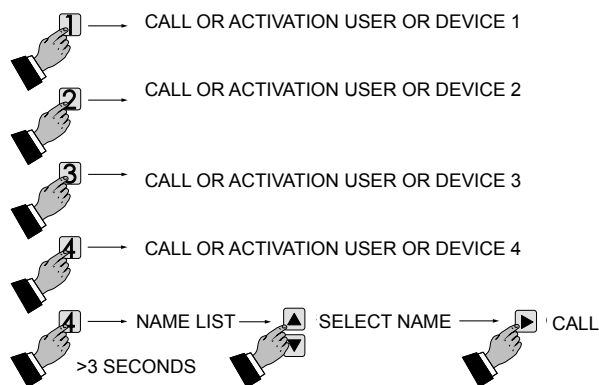 1 CALL OR ACTIVATION USER OR DEVICE 1
2 CALL OR ACTIVATION USER OR DEVICE 2
3 CALL OR ACTIVATION USER OR DEVICE 3
4 CALL OR ACTIVATION USER OR DEVICE 4
4 NAME LIST SELECT NAME CALL
>3 SECONDS